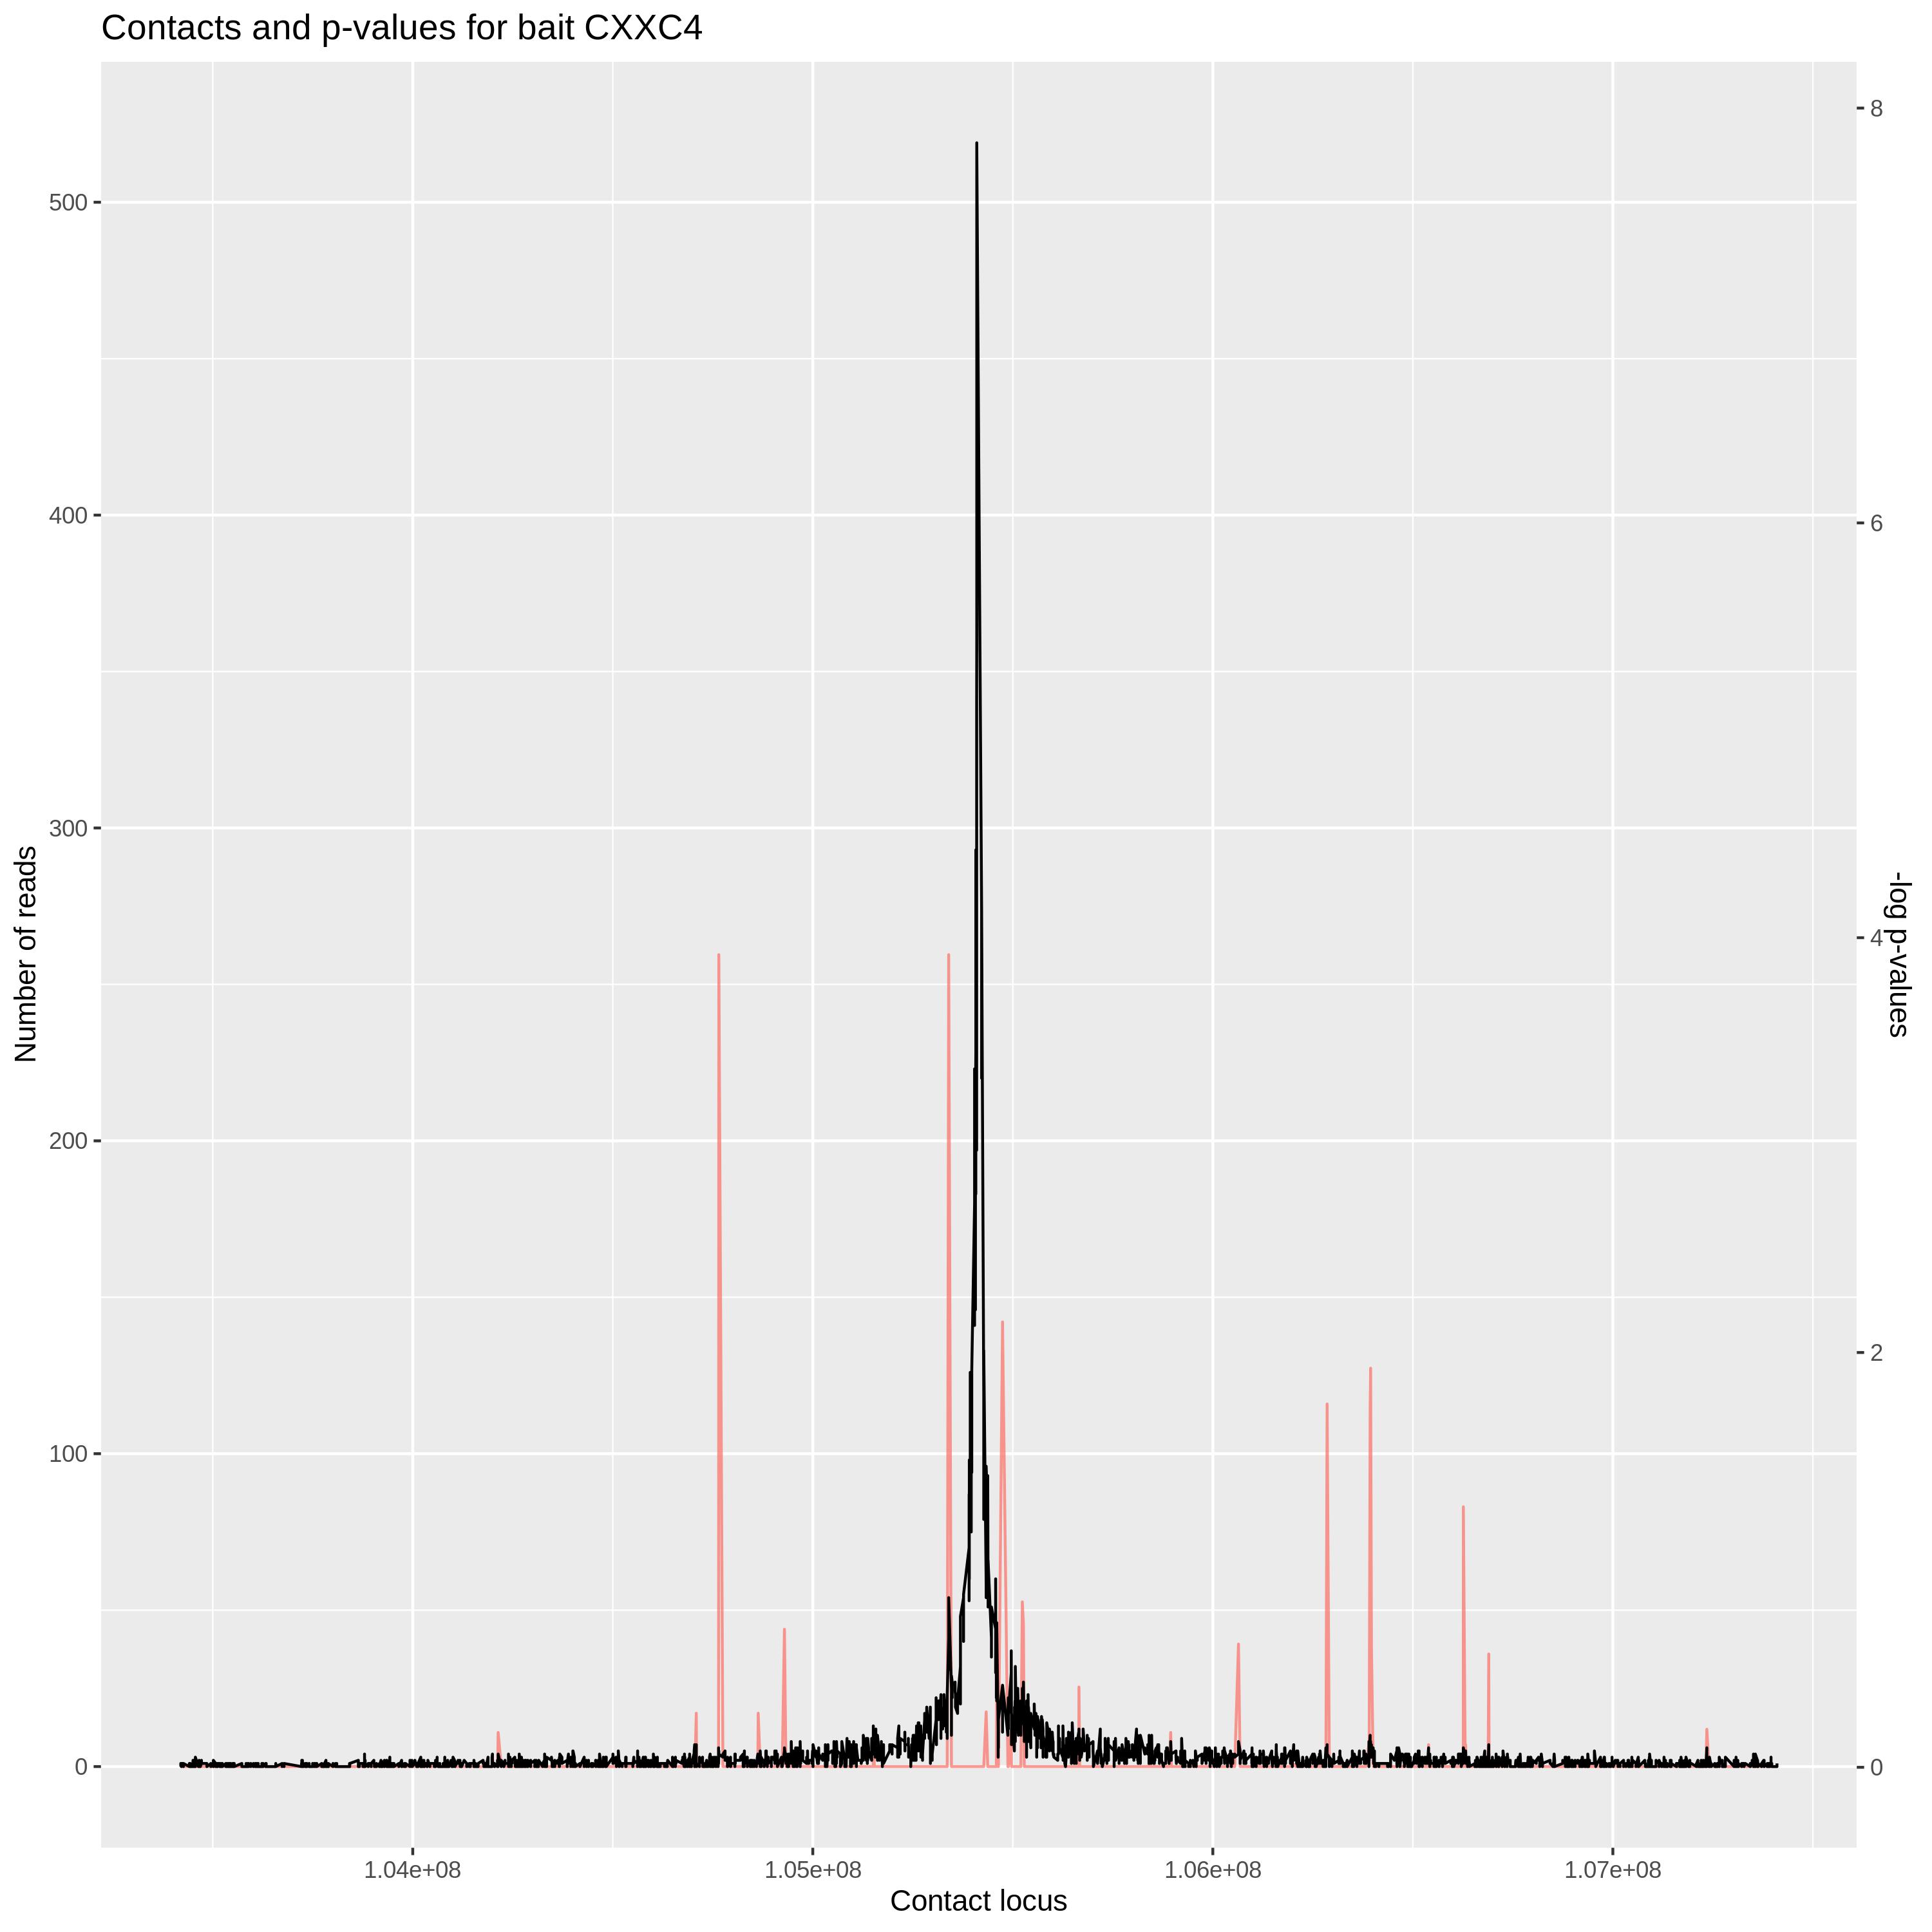 Contacts and p-values for bait CXXC4
Number of reads
500
400
300
200
100
0
8
6
4
2
0
-log p-values
1.04e+08
1.05e+08
1.06e+08
1.07e+08
Contact locus